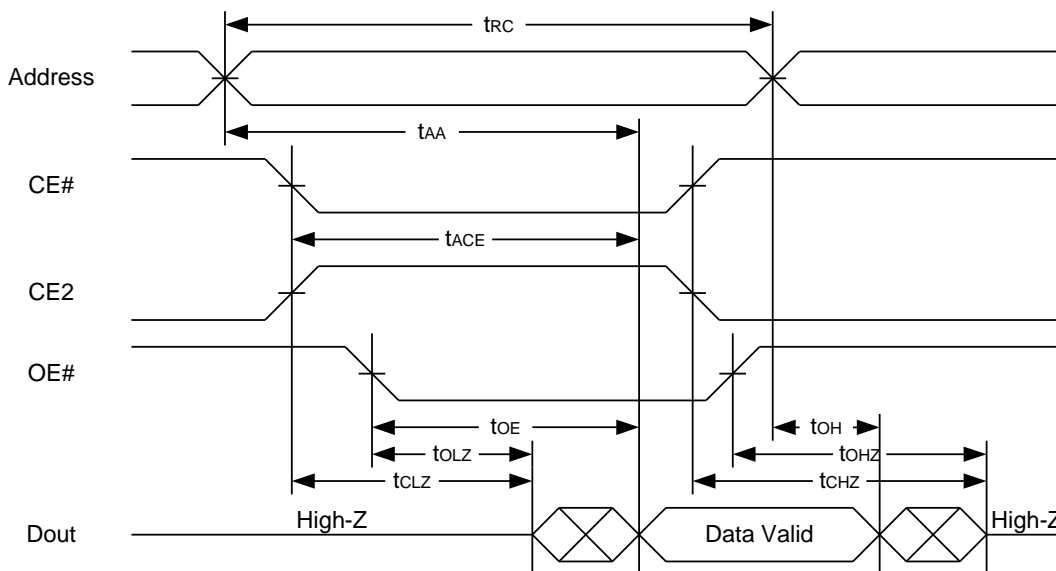 tRC
Address
tAA
CE#
tACE
CE2
OE#
tOE
tOH
tOLZ
tOHZ
tCLZ
tCHZ
High-Z
High-Z
Dout
Data Valid